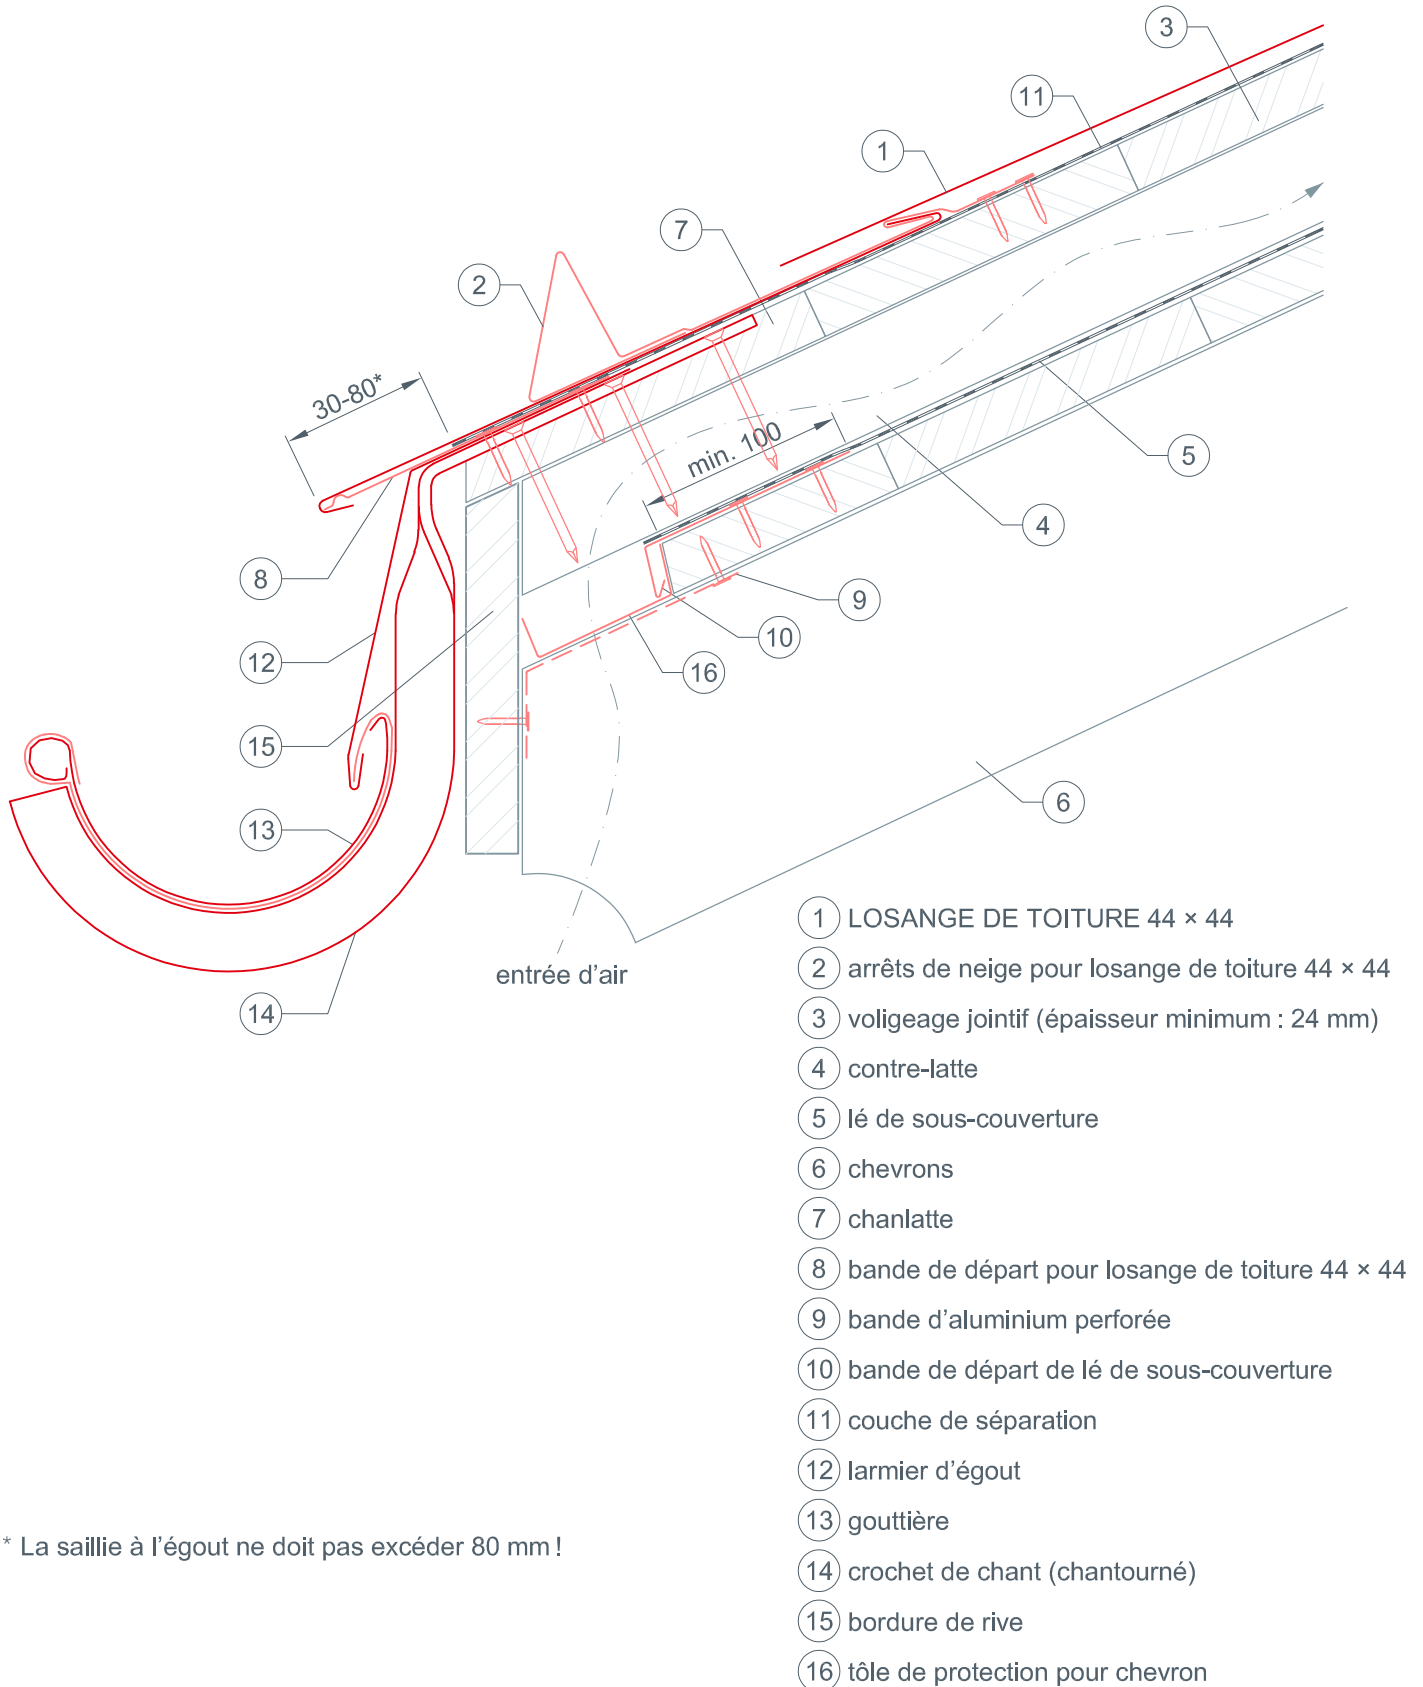 3
11
1
7
2
30-80*
min. 100
5
4
8
9
10
12
16
15
6
13
14
entrée d’air
1 LOSANGE DE TOITURE 44 × 44
2 arrêts de neige pour losange de toiture 44 × 44
3 voligeage jointif (épaisseur minimum : 24 mm)
4 contre-latte
5 lé de sous-couverture
6 chevrons
7 chanlatte
8 bande de départ pour losange de toiture 44 × 44
9 bande d’aluminium perforée
10 bande de départ de lé de sous-couverture
11 couche de séparation
12 larmier d’égout
13 gouttière
14 crochet de chant (chantourné)
15 bordure de rive
16 tôle de protection pour chevron
* La saillie à l’égout ne doit pas excéder 80 mm !